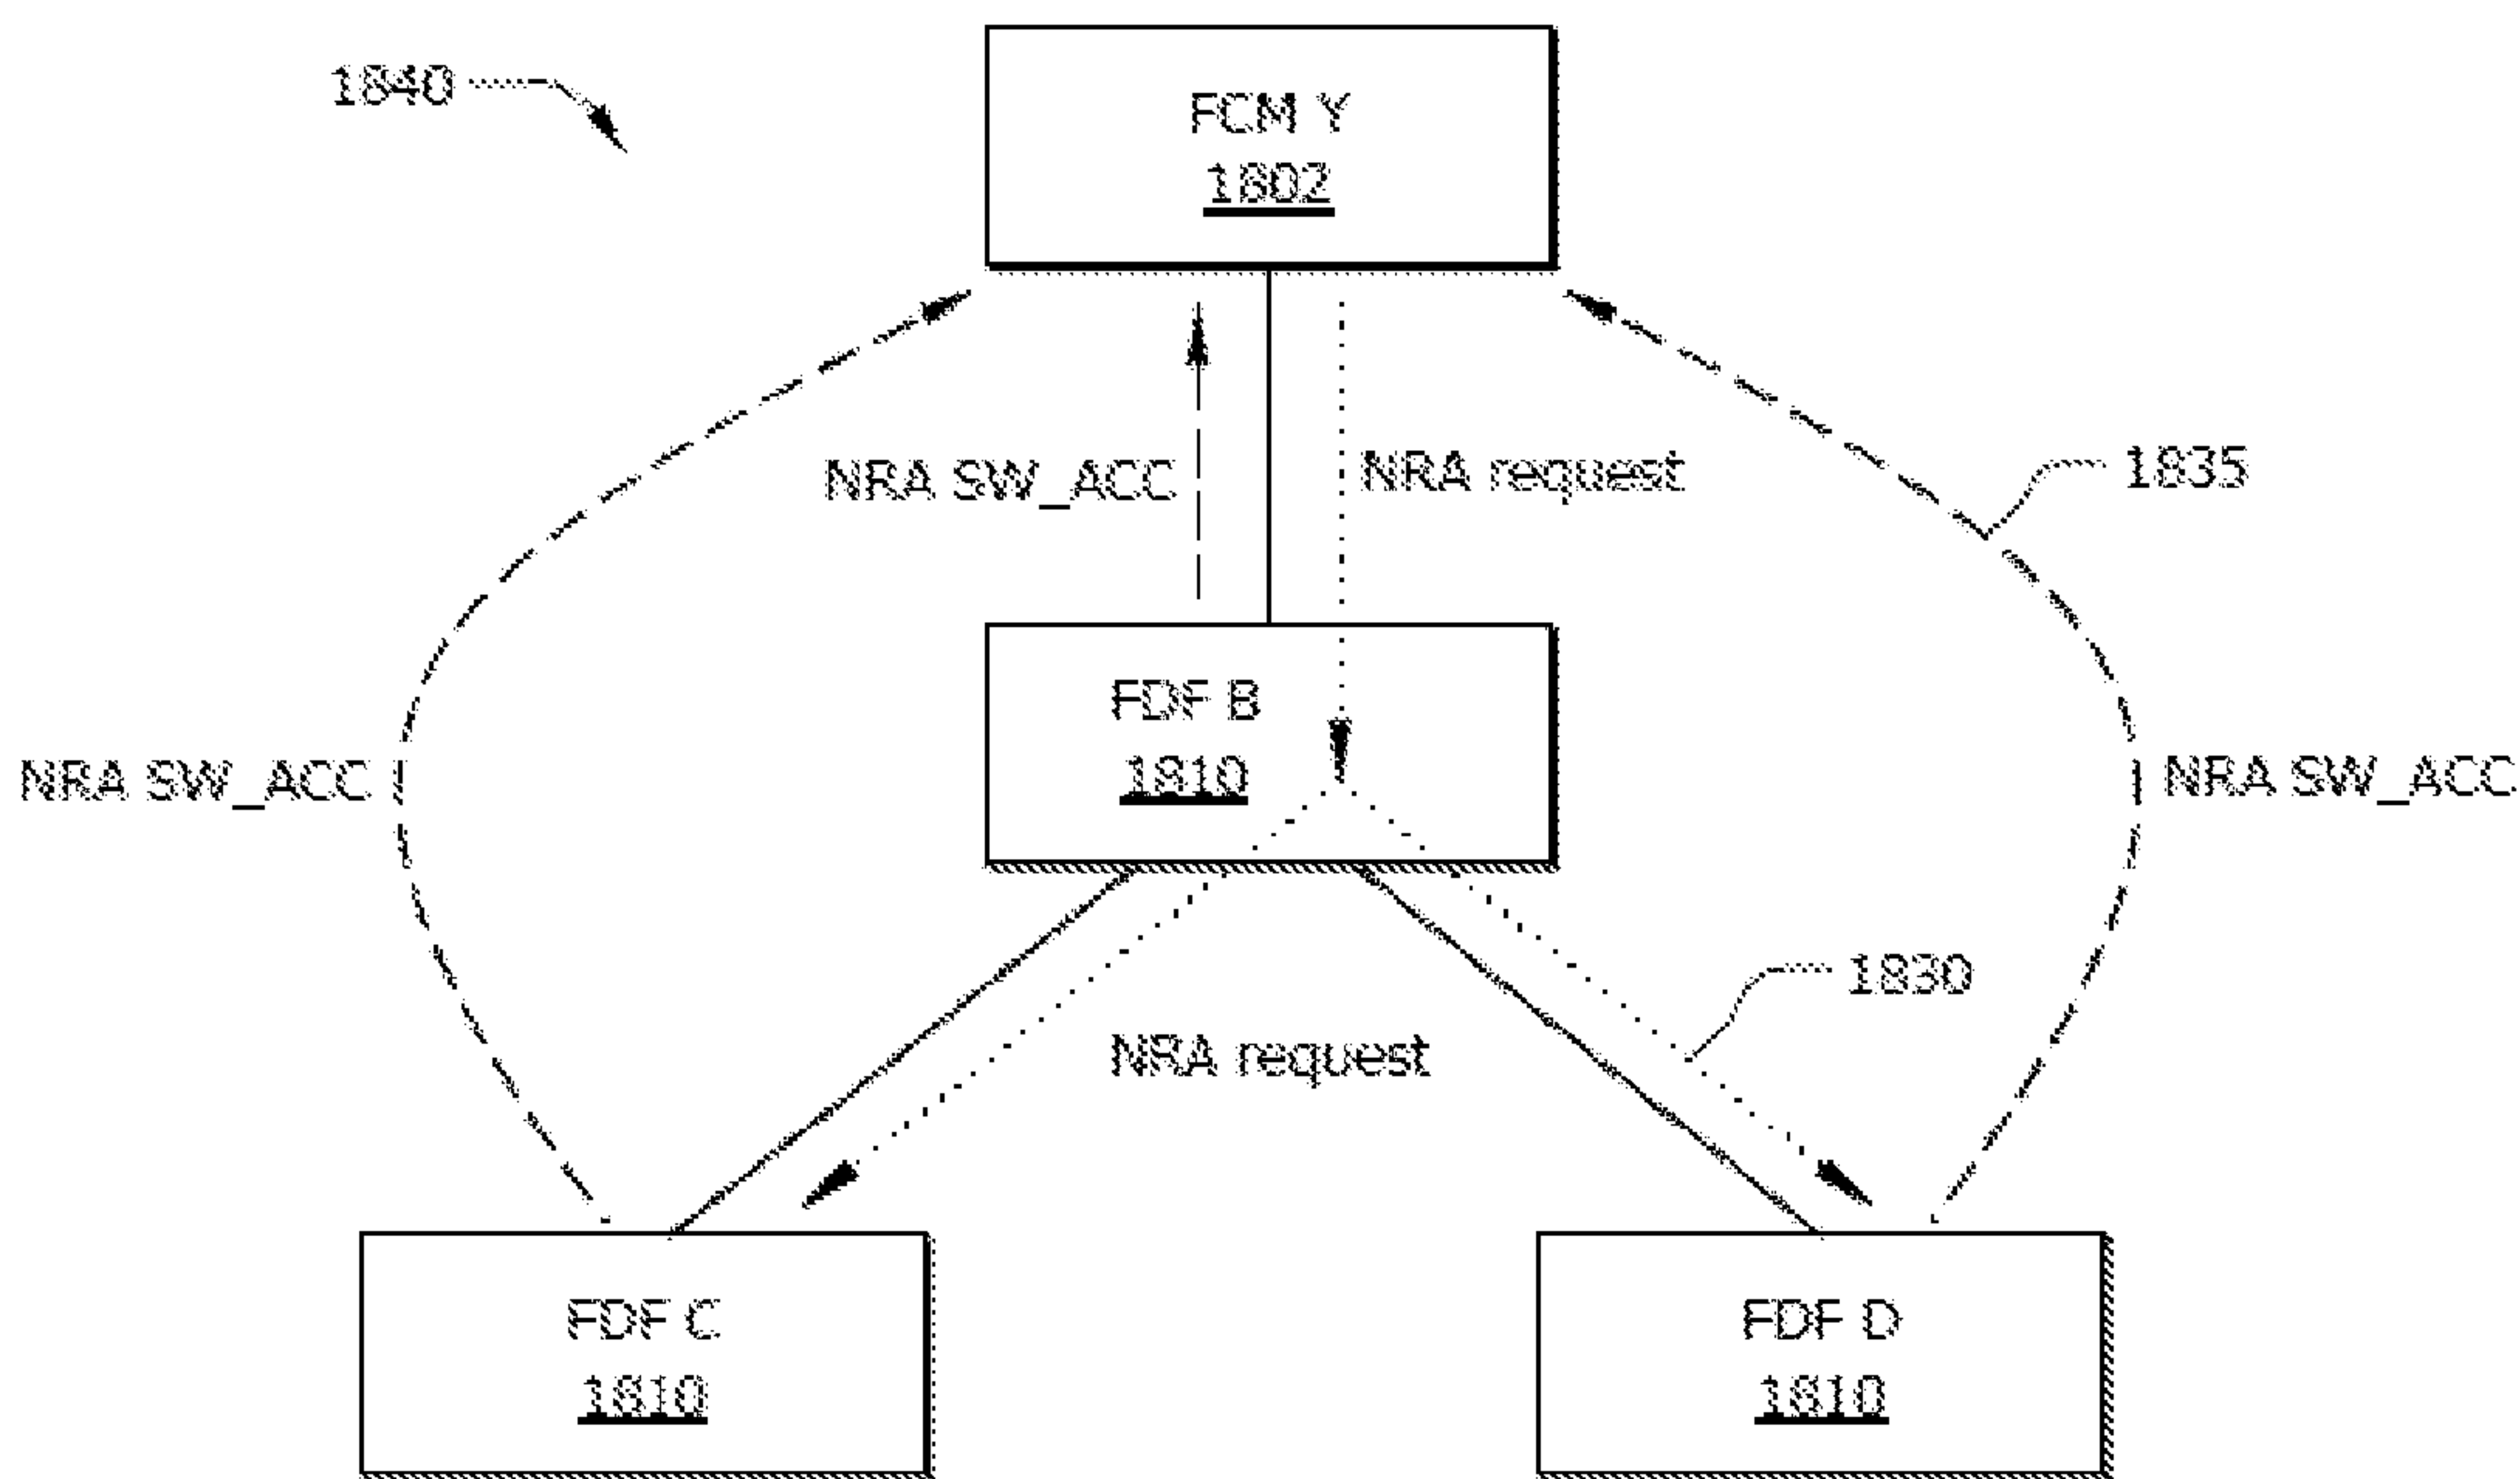 1840
FCM Y
1802
NRA SW_ACC
NRA request
1835
FDF B
1810
NRA SW_ACC
NRA SW_ACC
1830
NRA request
FDF C
1810
FDF D
1810